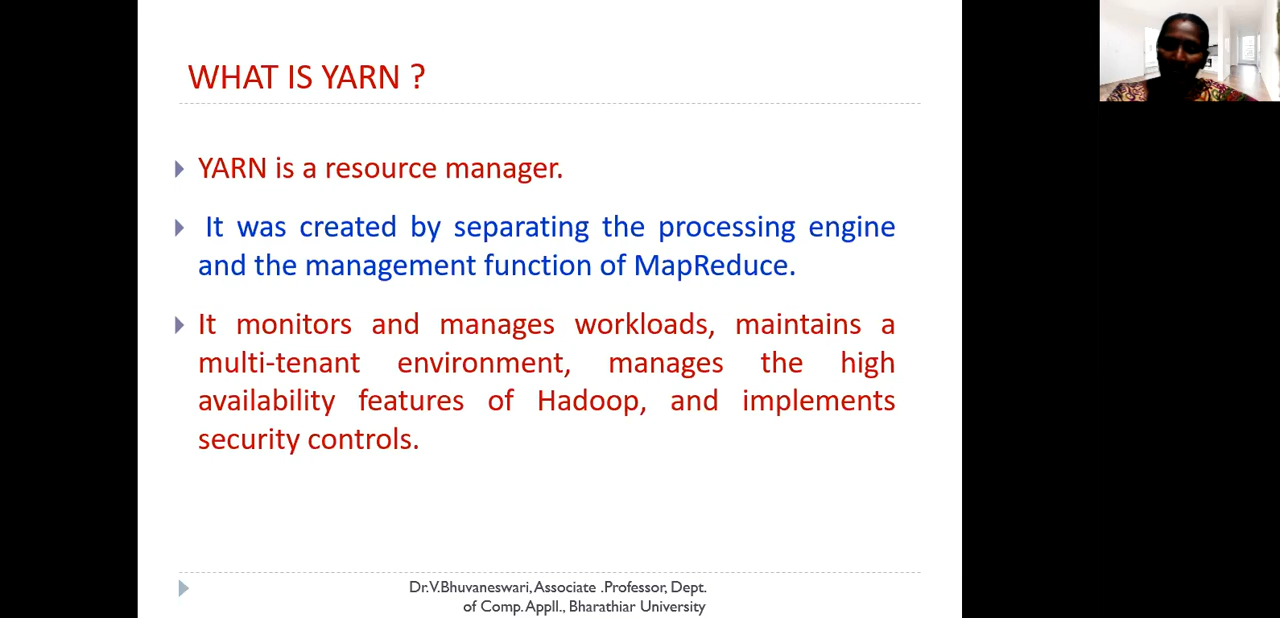 WHAT IS YARN ?
YARN is a resource manager.
It was created by separating the processing engine
and the management function of MapReduce.
It monitors and manages workloads, maintains a
multi-tenant environment, manages the high
availability features of Hadoop, and implements
security controls.
Dr.V.Bhuvaneswari, Associate .Professor, Dept.
of Comp. Appll., Bharathiar University